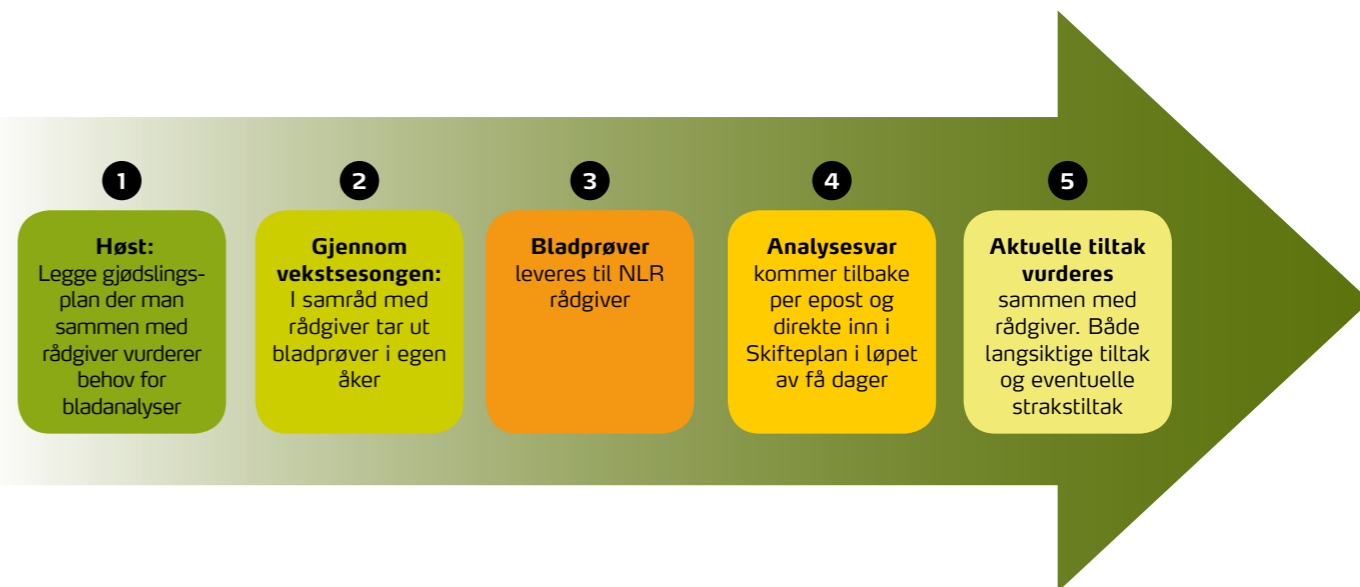 1
Høst:
Legge gjødslings-
plan der man
sammen med
rådgiver vurderer
behov for
bladanalyser
2
Gjennom
vekstsesongen:
I samråd med
rådgiver tar ut
bladprøver i egen
åker
3
Bladprøver
leveres til NLR
rådgiver
4
Analysesvar
kommer tilbake
per epost og
direkte inn i
Skifteplan i løpet
av få dager
5
Aktuelle tiltak
vurderes
sammen med
rådgiver. Både
langsiktige tiltak
og eventuelle
strakstiltak